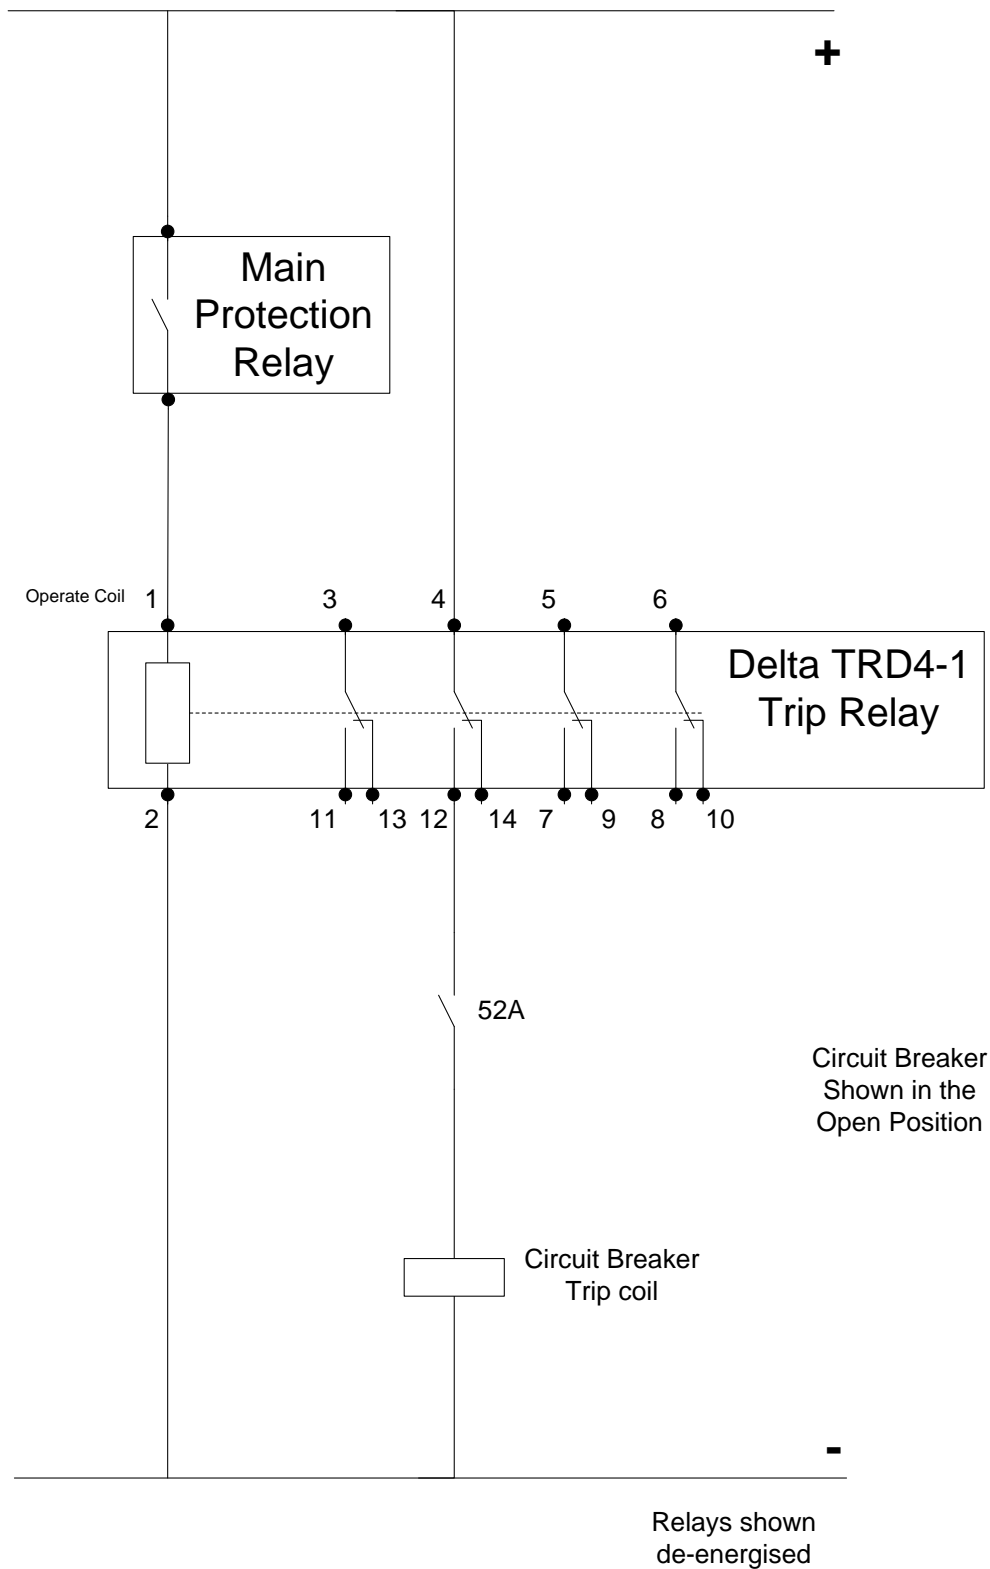 +
Main
Protection
Relay
Operate Coil 1 3 4 5 6
Delta TRD4-1
Trip Relay
2 11 13 12 14 7 9 8 10
52A
Circuit Breaker
Shown in the
Open Position
Circuit Breaker
Trip coil
-
Relays shown
de-energised